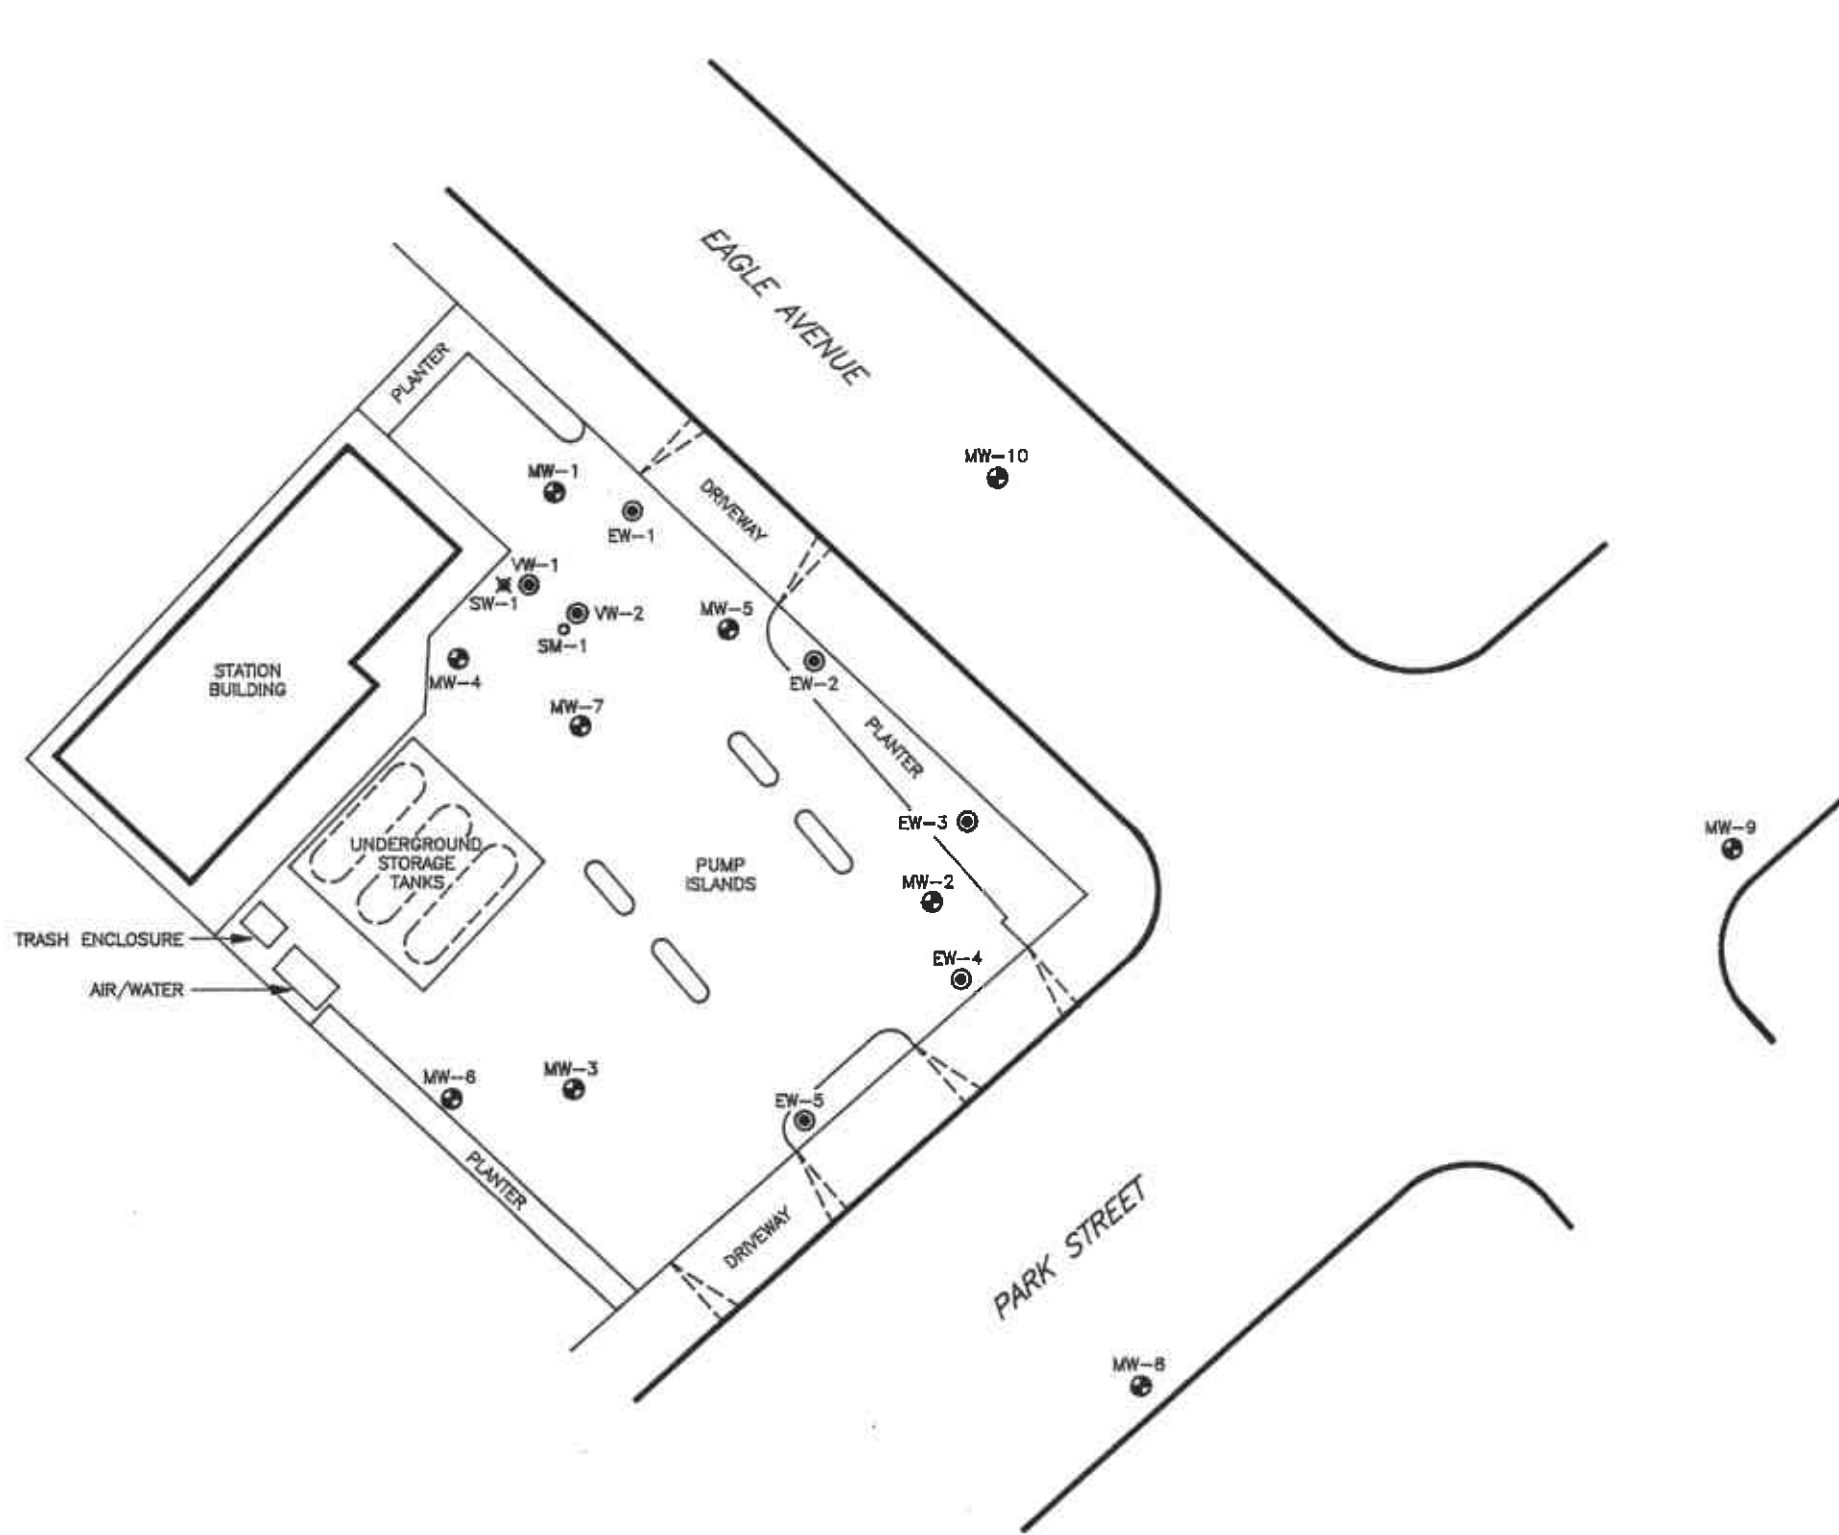 EAGLE AVENUE
PLANTER
MW-10
MW-1
DRIVEWAY
EW-1
VW-1
SW-1
VW-2
MW-5
SM-1
STATION
BUILDING
MW-4
EW-2
MW-7
PLANTER
EW-3
MW-9
UNDERGROUND
STORAGE
TANKS
PUMP
ISLANDS
MW-2
TRASH ENCLOSURE
EW-4
AIR/WATER
MW-6
MW-3
EW-5
PLANTER
DRIVEWAY
PARK STREET
MW-8